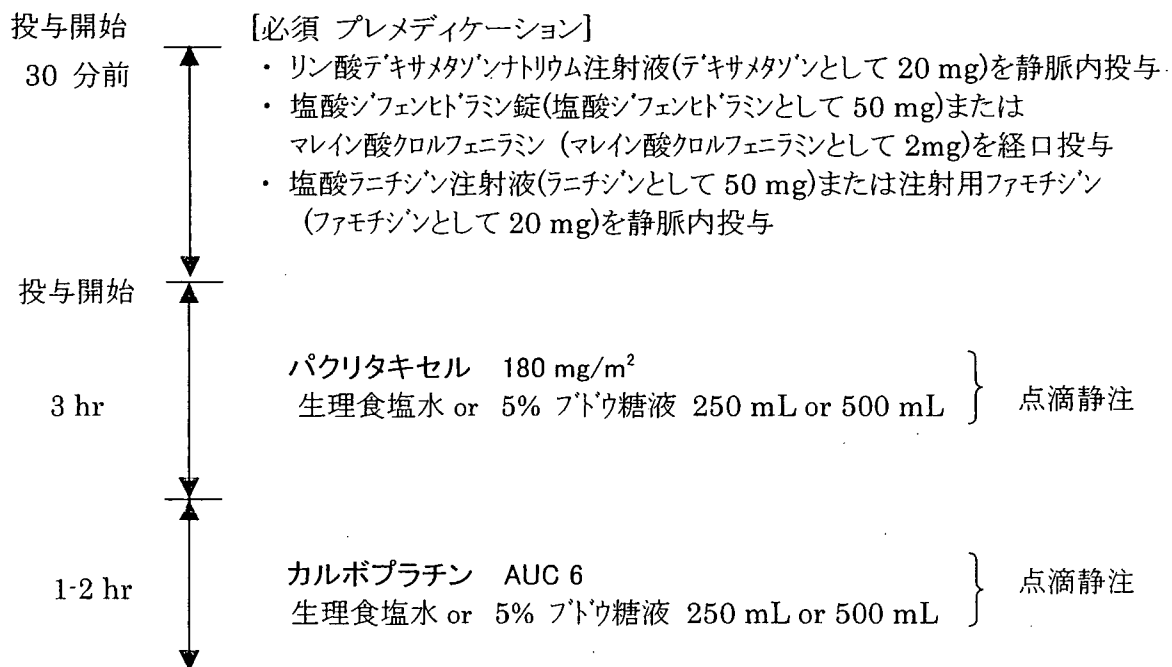 投与開始
30 分前
[必須 プレメディケーション]
・ リン酸ﾃﾞｷｻﾒﾀｿﾞﾝﾅﾄﾘｳﾑ注射液(ﾃﾞｷｻﾒﾀｿﾞﾝとして 20 mg)を静脈内投与
・ 塩酸ｼﾞﾌｪﾝﾋﾄﾞﾗﾐﾝ錠(塩酸ｼﾞﾌｪﾝﾋﾄﾞﾗﾐﾝとして 50 mg)または
マレイン酸ｸﾛﾙﾌｪﾆﾗﾐﾝ (マレイン酸ｸﾛﾙﾌｪﾆﾗﾐﾝとして 2mg)を経口投与
・ 塩酸ﾗﾆﾁｼﾞﾝ注射液(ﾗﾆﾁｼﾞﾝとして 50 mg)または注射用ﾌｧﾓﾁｼﾞﾝ
(ﾌｧﾓﾁｼﾞﾝとして 20 mg)を静脈内投与
投与開始
3 hr
パクリタキセル 180 mg/m²
生理食塩水 or 5% ﾌﾞﾄﾞｳ糖液 250 mL or 500 mL
点滴静注
1-2 hr
カルボプラチン AUC 6
生理食塩水 or 5% ﾌﾞﾄﾞｳ糖液 250 mL or 500 mL
点滴静注